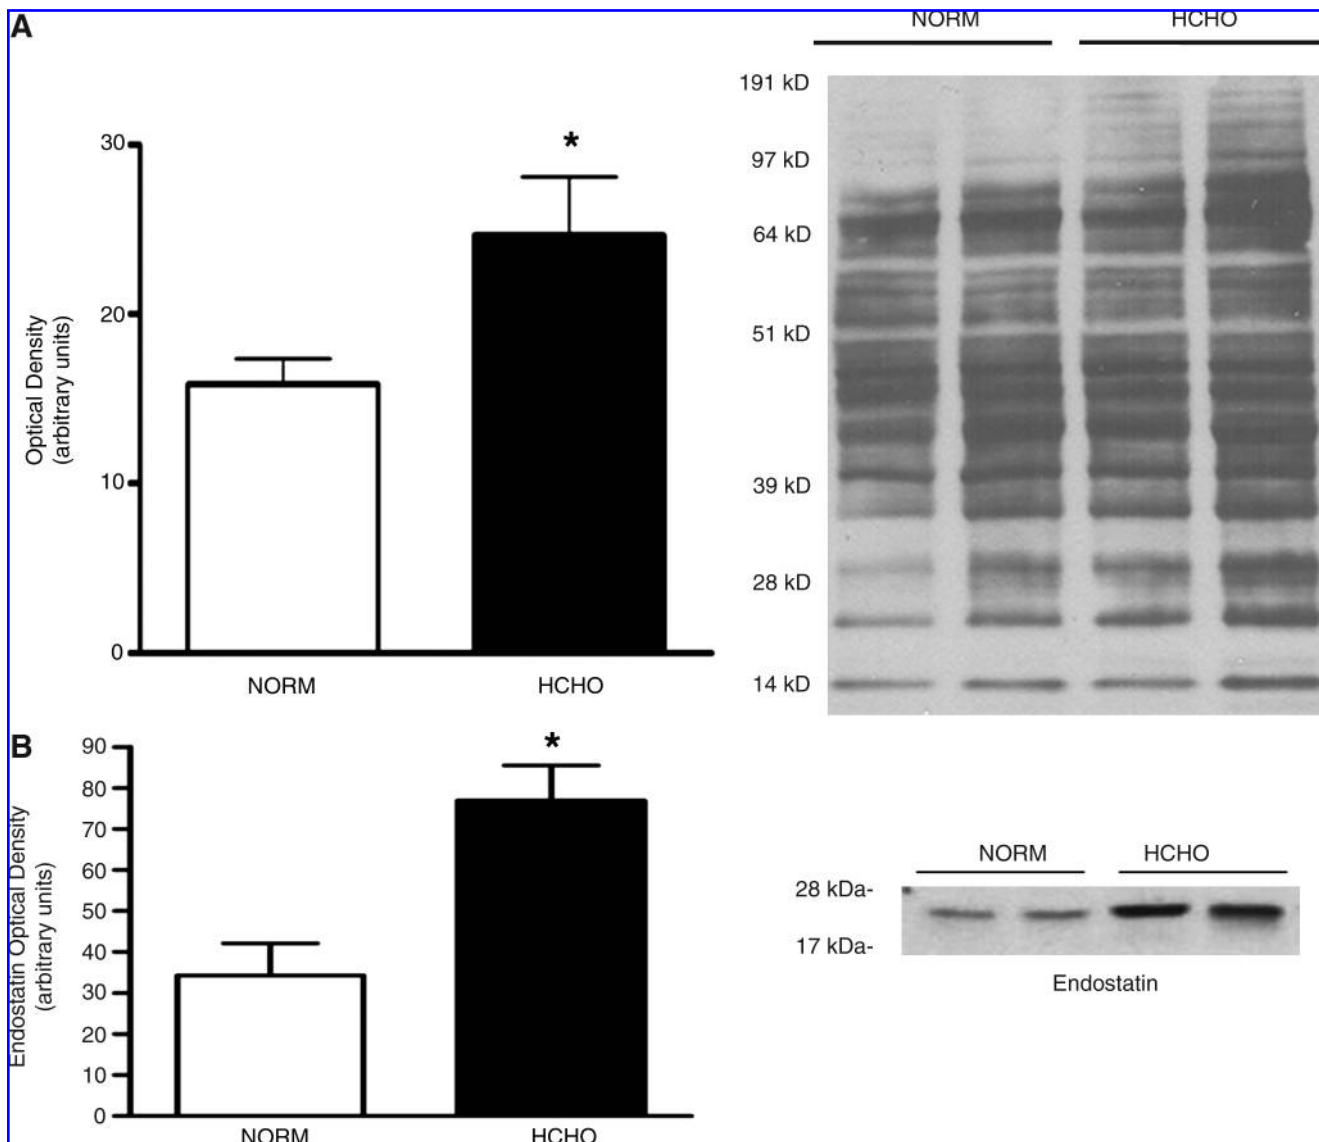 A
NORM HCHO
191 kD
97 kD
64 kD
51 kD
39 kD
28 kD
14 kD
*
30
20
10
0
Optical Density
(arbitrary units)
NORM HCHO
B
*
90
80
70
60
50
40
30
20
10
0
Endostatin Optical Density
(arbitrary units)
NORM HCHO
NORM HCHO
28 kDa-
17 kDa-
Endostatin